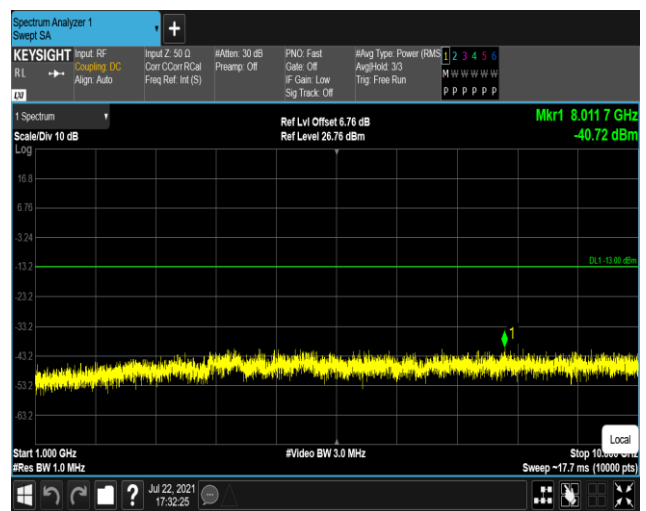 Spectrum Analyzer 1
Swept SA
+
KEYSIGHT
RL
LXI
Input: RF
Coupling: DC
Align: Auto
Input Z: 50 Ω
Corr CCorr RCal
Freq Ref: Int (S)
#Atten: 30 dB
Preamp: Off
PNO: Fast
Gate: Off
IF Gain: Low
Sig Track: Off
#Avg Type: Power (RMS
Avg|Hold: 3/3
Trig: Free Run
1 2 3 4 5 6
M W W W W W
P P P P P P
1 Spectrum
Scale/Div 10 dB
Log
Ref Lvl Offset 6.76 dB
Ref Level 26.76 dBm
Mkr1 8.011 7 GHz
-40.72 dBm
16.8
6.76
-3.24
-13.2
DL1 -13.00 dBm
-23.2
-33.2
1
-43.2
-53.2
-63.2
Local
Start 1.000 GHz
#Video BW 3.0 MHz
Stop 10.000 GHz
#Res BW 1.0 MHz
Sweep ~17.7 ms (10000 pts)
?
Jul 22, 2021
17:32:25